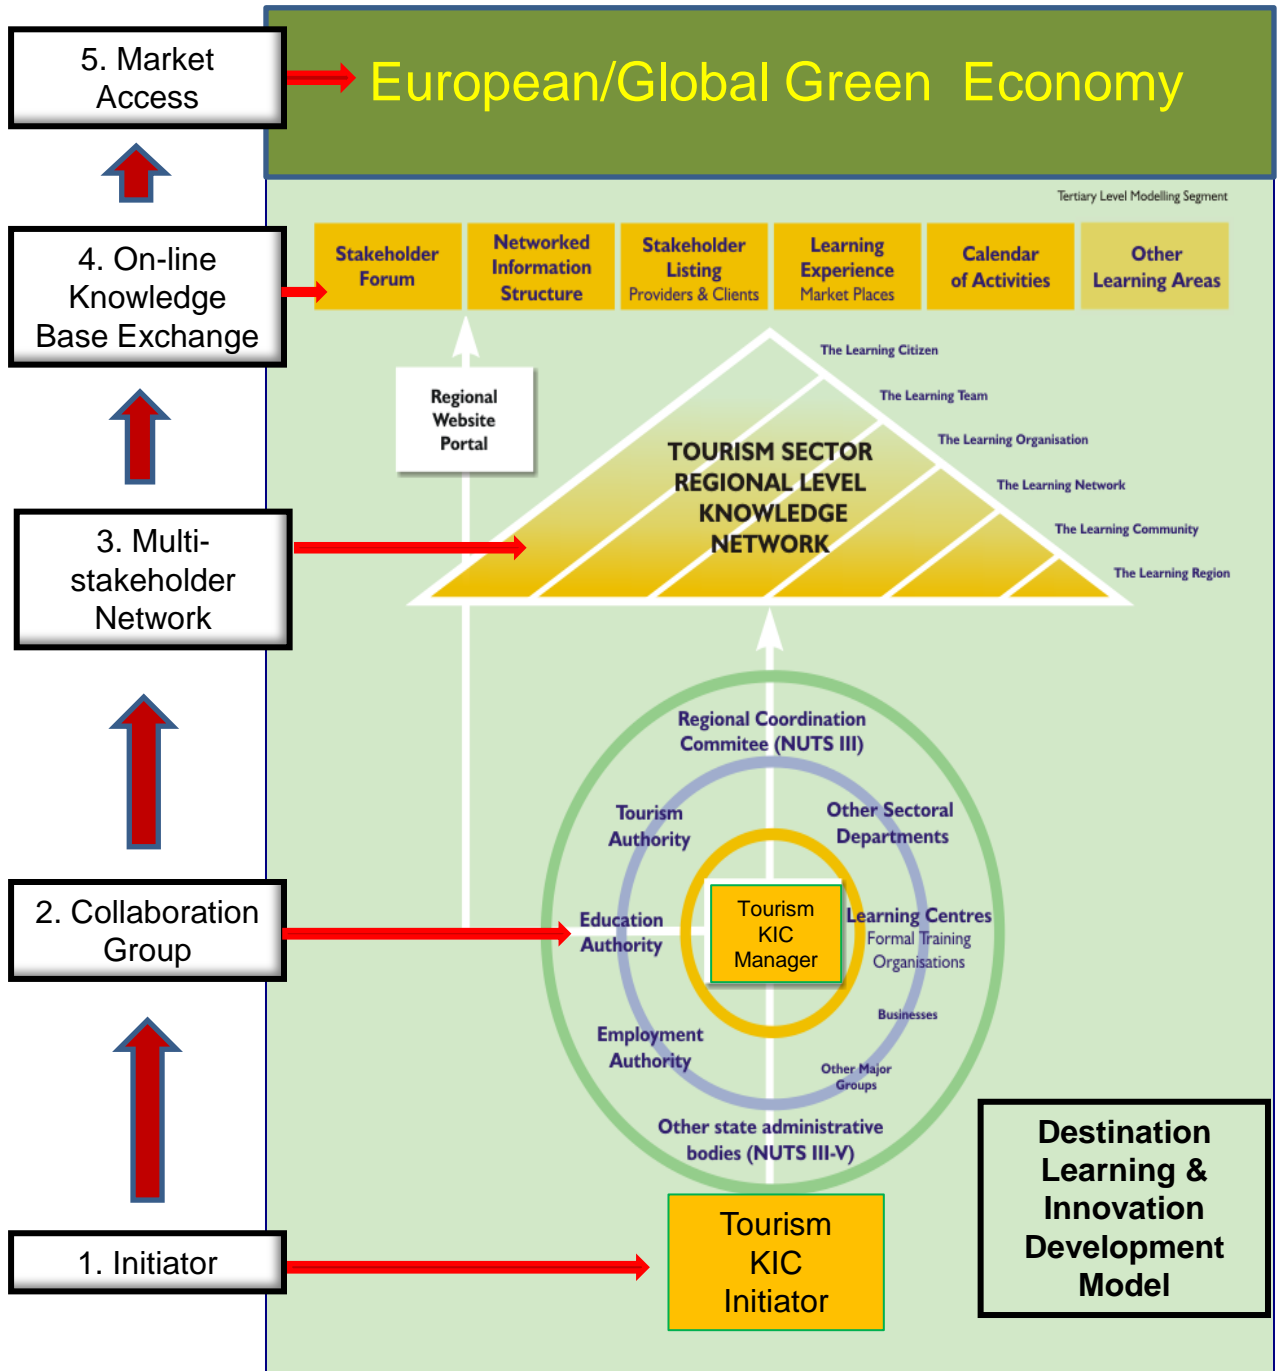 5. Market
Access
European/Global Green Economy
Tertiary Level Modelling Segment
4. On-line
Knowledge
Base Exchange
Stakeholder
Forum
Networked
Information
Structure
Stakeholder
Listing
Providers & Clients
Learning
Experience
Market Places
Calendar
of Activities
Other
Learning Areas
Regional
Website
Portal
The Learning Citizen
The Learning Team
The Learning Organisation
The Learning Network
The Learning Community
The Learning Region
TOURISM SECTOR
REGIONAL LEVEL
KNOWLEDGE
NETWORK
3. Multi-
stakeholder
Network
Regional Coordination
Commitee (NUTS III)
Tourism
Authority
Other Sectoral
Departments
2. Collaboration
Group
Education
Authority
Tourism
KIC
Manager
Learning Centres
Formal Training
Organisations
Businesses
Employment
Authority
Other Major
Groups
Other state administrative
bodies (NUTS III-V)
Destination
Learning &
Innovation
Development
Model
1. Initiator
Tourism
KIC
Initiator